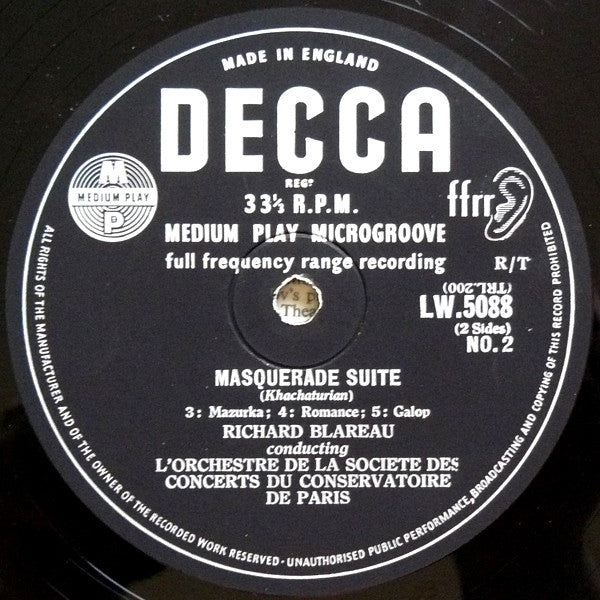 MADE IN ENGLAND
DECCA
REGD
33⅓ R.P.M.
MP
MEDIUM PLAY
ffrr
MEDIUM PLAY MICROGROOVE
full frequency range recording
R/T
(TRL.200)
LW.5088
(2 Sides)
NO. 2
MASQUERADE SUITE
(Khachaturian)
3: Mazurka; 4: Romance; 5: Galop
RICHARD BLAREAU
conducting
L'ORCHESTRE DE LA SOCIETE DES
CONCERTS DU CONSERVATOIRE
DE PARIS
ALL RIGHTS OF THE MANUFACTURER AND OF THE OWNER OF THE RECORDED WORK RESERVED - UNAUTHORISED PUBLIC PERFORMANCE, BROADCASTING AND COPYING OF THIS RECORD PROHIBITED